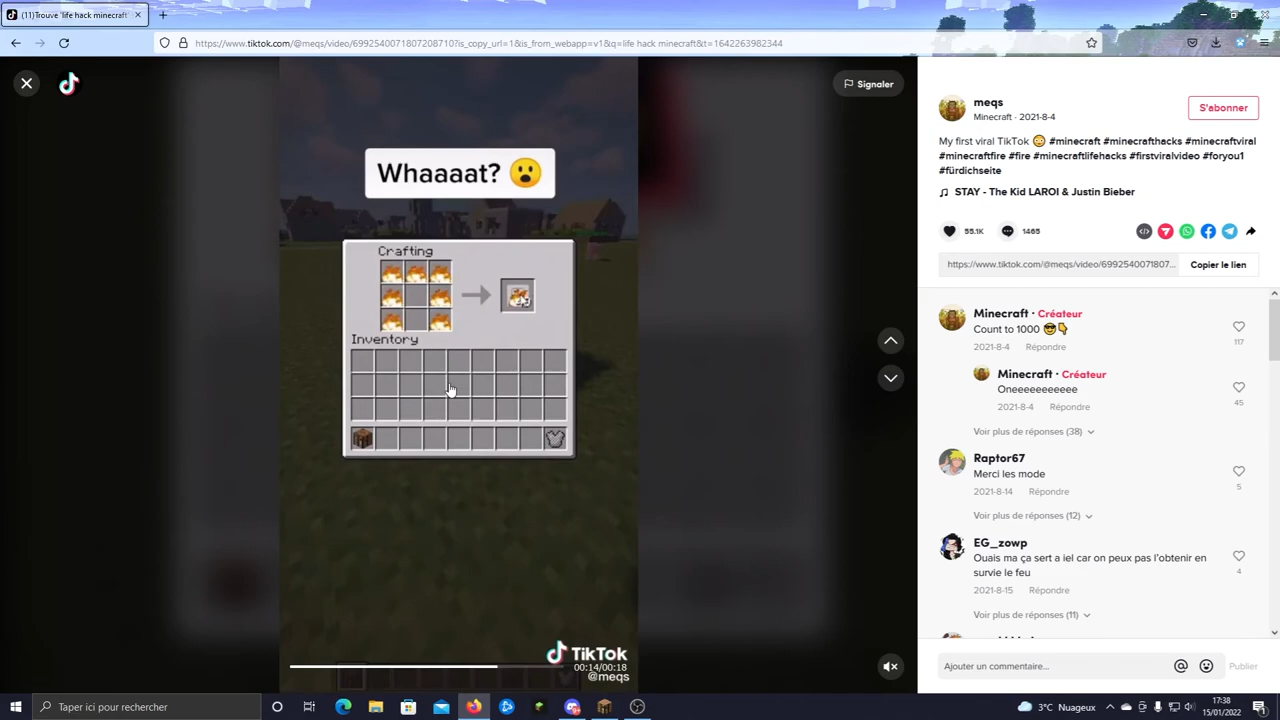 (11)Trouve 'life hack minecraft'
https://www.tiktok.com/@meqs/video/6992540071807208710?is_copy_url=1&is_from_webapp=v1&q=life hack minecraft&t=1642263982344
Signaler
Whaaaat? 😮
Crafting
Inventory
TikTok
00:14/00:18
@meqs
meqs
Minecraft · 2021-8-4
S'abonner
My first viral TikTok 😳 #minecraft #minecrafthacks #minecraftviral
#minecraftfire #fire #minecraftlifehacks #firstviralvideo #foryou1
#fürdichseite
STAY - The Kid LAROI & Justin Bieber
55.1K
1465
https://www.tiktok.com/@meqs/video/6992540071807...
Copier le lien
Minecraft · Créateur
Count to 1000 😎👇
2021-8-4 Répondre
117
Minecraft · Créateur
Oneeeeeeeeeee
2021-8-4 Répondre
45
Voir plus de réponses (38)
Raptor67
Merci les mode
2021-8-14 Répondre
5
Voir plus de réponses (12)
EG_zowp
Ouais ma ça sert a iel car on peux pas l'obtenir en
survie le feu
2021-8-15 Répondre
4
Voir plus de réponses (11)
Ajouter un commentaire...
Publier
Taper ici pour rechercher
3°C Nuageux
17:38
15/01/2022